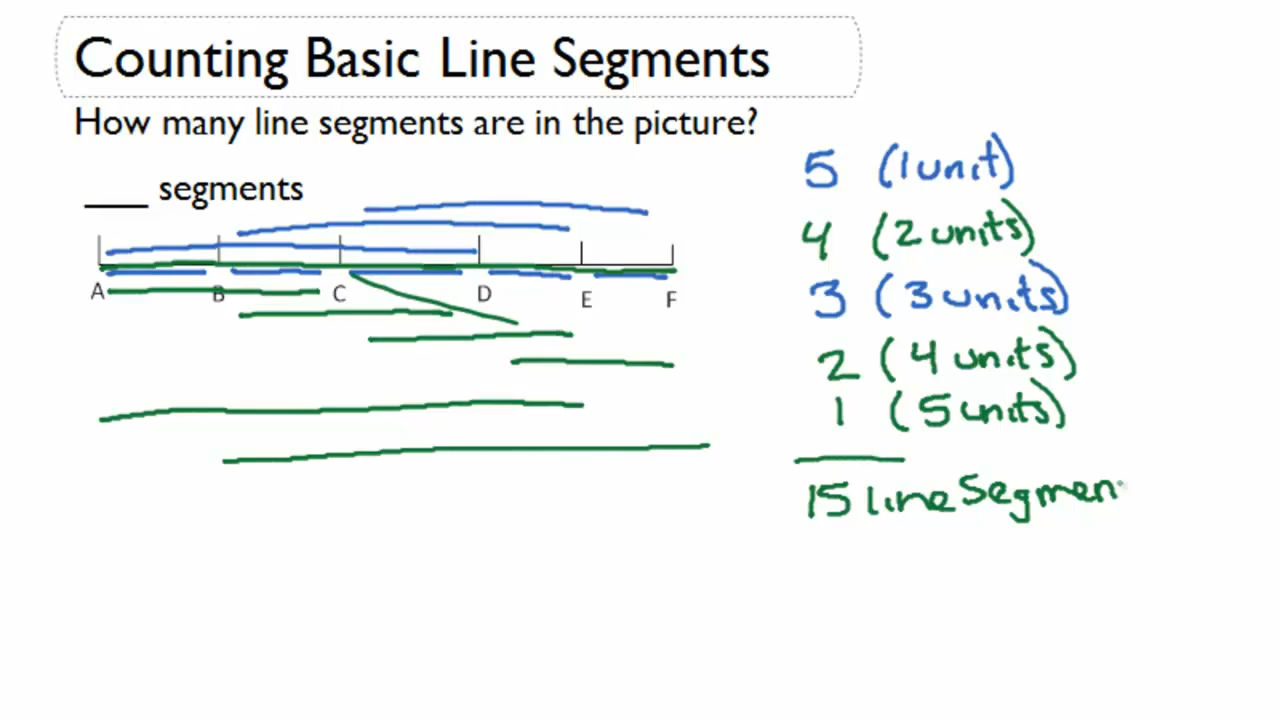 Counting Basic Line Segments
How many line segments are in the picture?
___ segments
A B C D E F
5 (1 unit)
4 (2 units)
3 (3 units)
2 (4 units)
1 (5 units)
15 line Segmen